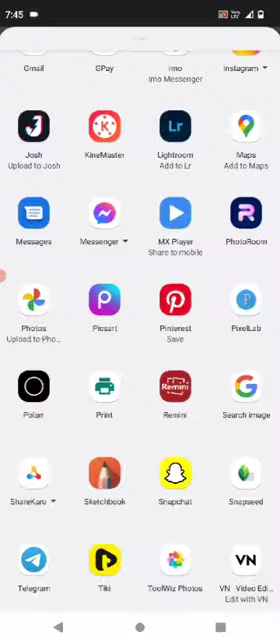 7:45
Gmail GPay imo Instagram
imo Messenger
Josh KineMaster Lightroom Maps
Upload to Josh Add to Lr Add to Maps
Messages Messenger MX Player PhotoRoom
Share to mobile
Photos Picsart Pinterest PixelLab
Upload to Pho... Save
Polarr Print Remini Search image
ShareKaro Sketchbook Snapchat Snapseed
Telegram Tiki ToolWiz Photos VN - Video Edi...
Edit with VN